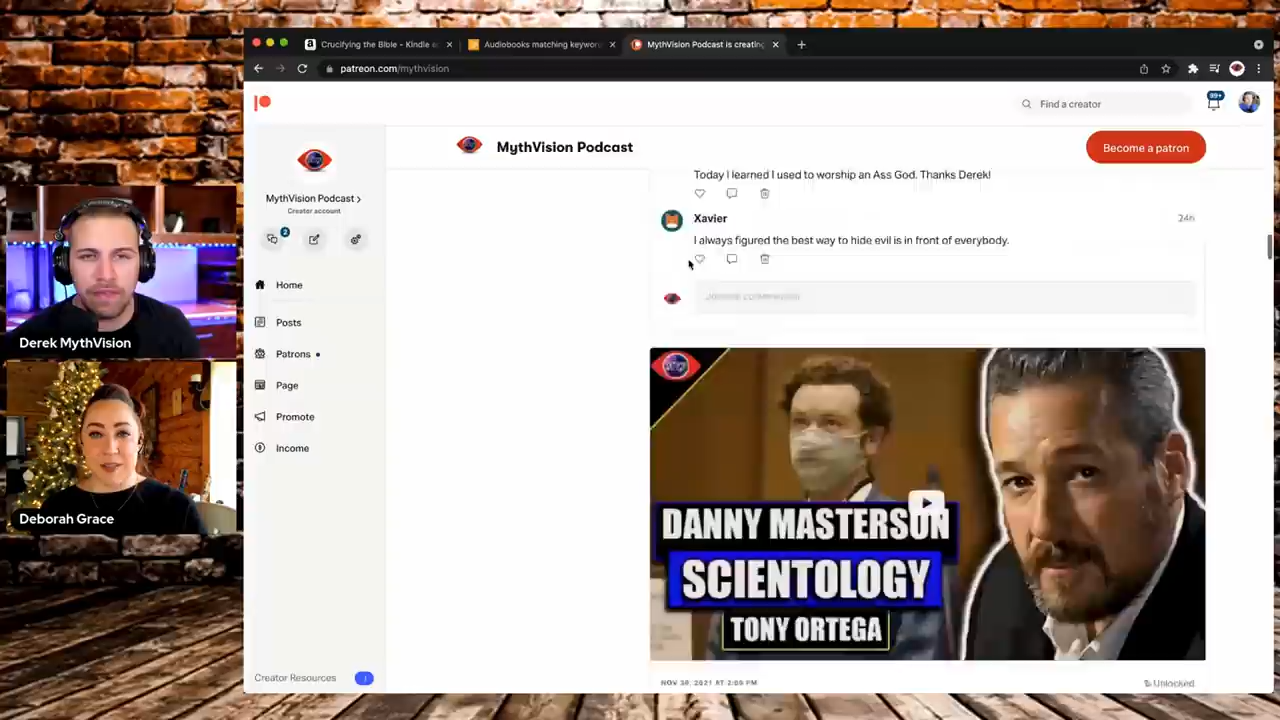 Crucifying the Bible - Kindle e
Audiobooks matching keyword
MythVision Podcast is creating
patreon.com/mythvision
Find a creator
99+
MythVision Podcast
Become a patron
MythVision Podcast
Creator account
2
Home
Posts
Patrons
Page
Promote
Income
Creator Resources
Today I learned I used to worship an Ass God. Thanks Derek!
Xavier
24h
I always figured the best way to hide evil is in front of everybody.
DANNY MASTERSON
SCIENTOLOGY
TONY ORTEGA
NOV 30, 2021 AT 2:00 PM
Unlocked
Derek MythVision
Deborah Grace